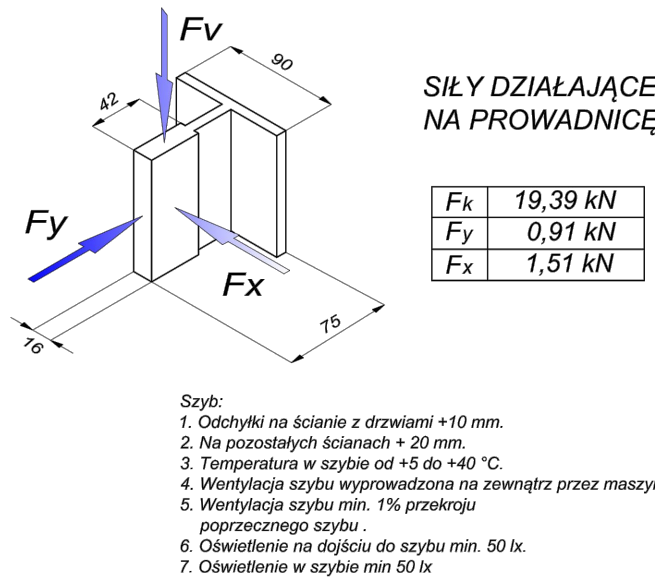 Fv
90
42
SIŁY DZIAŁAJĄCE
NA PROWADNICĘ
Fk 19,39 kN
Fy 0,91 kN
Fx 1,51 kN
Fy
Fx
75
16
Szyb:
1. Odchyłki na ścianie z drzwiami +10 mm.
2. Na pozostałych ścianach + 20 mm.
3. Temperatura w szybie od +5 do +40 °C.
4. Wentylacja szybu wyprowadzona na zewnątrz przez
5. Wentylacja szybu min. 1% przekroju
poprzecznego szybu .
6. Oświetlenie na dojściu do szybu min. 50 lx.
7. Oświetlenie w szybie min 50 lx